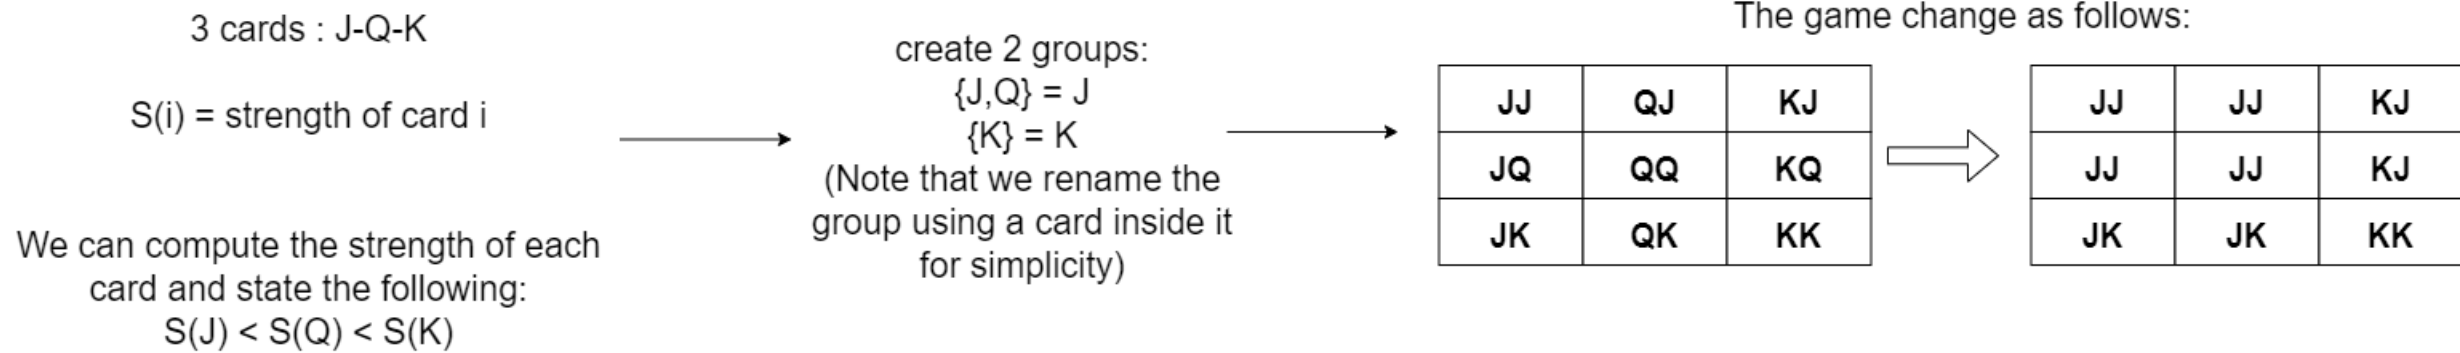 3 cards : J-Q-K
S(i) = strength of card i
We can compute the strength of each
card and state the following:
S(J) < S(Q) < S(K)
create 2 groups:
{J,Q} = J
{K} = K
(Note that we rename the
group using a card inside it
for simplicity)
The game change as follows:
JJ QJ KJ
JQ QQ KQ
JK QK KK
JJ JJ KJ
JJ JJ KJ
JK JK KK